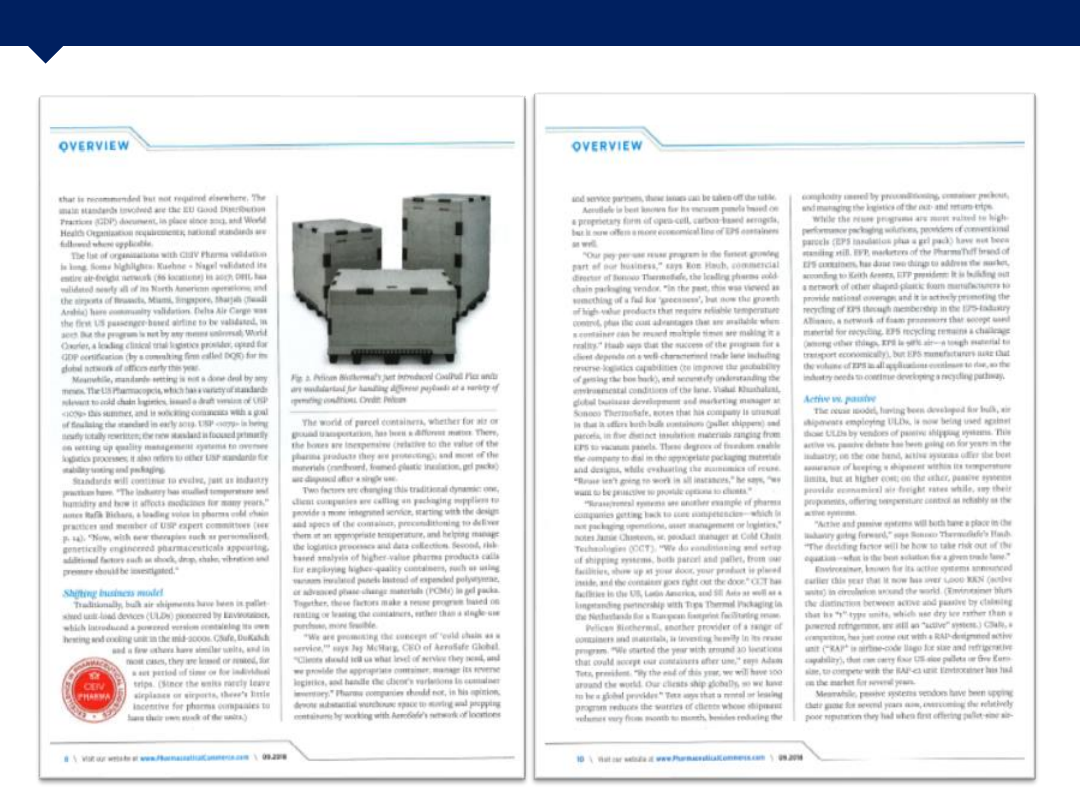 OVERVIEW
that is recommended but not required elsewhere. The
main standards involved are the EU Good Distribution
Practices (GDP) document, in place since 2013, and World
Health Organization requirements; national standards are
followed where applicable.
The list of organizations with CEIV Pharma validation
is long. Some highlights: Kuehne + Nagel validated its
entire air-freight network (86 locations) in 2017; DHL has
validated nearly all of its North American operations; and
the airports of Brussels, Miami, Singapore, Sharjah (Saudi
Arabia) have community validation. Delta Air Cargo was
the first US passenger-based airline to be validated, in
2017. But the program is not by any means universal; World
Courier, a leading clinical trial logistics provider, opted for
GDP certification (by a consulting firm called DQS) for its
global network of offices early this year.
Meanwhile, standards-setting is not a done deal by any
means. The US Pharmacopeia, which has a variety of standards
relevant to cold chain logistics, issued a draft version of USP
<1079> this summer, and is soliciting comments with a goal
of finalizing the standard in early 2019. USP <1079> is being
nearly totally rewritten; the new standard is focused primarily
on setting up quality management systems to oversee
logistics processes; it also refers to other USP standards for
stability testing and packaging.
Standards will continue to evolve, just as industry
practices have. "The industry has studied temperature and
humidity and how it affects medicines for many years,"
notes Rafik Bishara, a leading voice in pharma cold chain
practices and member of USP expert committees (see
p. 14). "Now, with new therapies such as personalized,
genetically engineered pharmaceuticals appearing,
additional factors such as shock, drop, shake, vibration and
pressure should be investigated."
Shifting business model
Traditionally, bulk air shipments have been in pallet-
sized unit-load devices (ULDs) pioneered by Envirotainer,
which introduced a powered version containing its own
heating and cooling unit in the mid-2000s. CSafe, DoKaSch
and a few others have similar units, and in
most cases, they are leased or rented, for
a set period of time or for individual
trips. (Since the units rarely leave
airplanes or airports, there's little
incentive for pharma companies to
have their own stock of the units.)
CEIV
PHARMA
Fig. 2. Pelican Biothermal's just introduced CoolPall Flex units
are modularized for handling different payloads at a variety of
operating conditions. Credit: Pelican
The world of parcel containers, whether for air or
ground transportation, has been a different matter. There,
the boxes are inexpensive (relative to the value of the
pharma products they are protecting); and most of the
materials (cardboard, foamed-plastic insulation, gel packs)
are disposed after a single use.
Two factors are changing this traditional dynamic: one,
client companies are calling on packaging suppliers to
provide a more integrated service, starting with the design
and specs of the container, preconditioning to deliver
them at an appropriate temperature, and helping manage
the logistics processes and data collection. Second, risk-
based analysis of higher-value pharma products calls
for employing higher-quality containers, such as using
vacuum insulated panels instead of expanded polystyrene,
or advanced phase-change materials (PCMs) in gel packs.
Together, these factors make a reuse program based on
renting or leasing the containers, rather than a single-use
purchase, more feasible.
"We are promoting the concept of 'cold chain as a
service,'" says Jay McHarg, CEO of AeroSafe Global.
"Clients should tell us what level of service they need, and
we provide the appropriate container, manage its reverse
logistics, and handle the client's variations in container
inventory." Pharma companies should not, in his opinion,
devote substantial warehouse space to storing and prepping
containers; by working with AeroSafe's network of locations
8 \ Visit our website at www.PharmaceuticalCommerce.com \ 09.2018
OVERVIEW
and service partners, these issues can be taken off the table.
AeroSafe is best known for its vacuum panels based on
a proprietary form of open-cell, carbon-based aerogels,
but it now offers a more economical line of EPS containers
as well.
"Our pay-per-use reuse program is the fastest-growing
part of our business," says Ron Haub, commercial
director of Sonoco ThermoSafe, the leading pharma cold-
chain packaging vendor. "In the past, this was viewed as
something of a fad for 'greenness', but now the growth
of high-value products that require reliable temperature
control, plus the cost advantages that are available when
a container can be reused multiple times are making it a
reality." Haub says that the success of the program for a
client depends on a well-characterized trade lane including
reverse-logistics capabilities (to improve the probability
of getting the box back), and accurately understanding the
environmental conditions of the lane. Vishal Khushalani,
global business development and marketing manager at
Sonoco ThermoSafe, notes that his company is unusual
in that it offers both bulk containers (pallet shippers) and
parcels, in five distinct insulation materials ranging from
EPS to vacuum panels. These degrees of freedom enable
the company to dial in the appropriate packaging materials
and designs, while evaluating the economics of reuse.
"Reuse isn't going to work in all instances," he says, "we
want to be proactive to provide options to clients."
"Reuse/rental systems are another example of pharma
companies getting back to core competencies—which is
not packaging operations, asset management or logistics,"
notes Jamie Chasteen, sr. product manager at Cold Chain
Technologies (CCT). "We do conditioning and setup
of shipping systems, both parcel and pallet, from our
facilities, show up at your door, your product is placed
inside, and the container goes right out the door." CCT has
facilities in the US, Latin America, and SE Asia as well as a
longstanding partnership with Topa Thermal Packaging in
the Netherlands for a European footprint facilitating reuse.
Pelican Biothermal, another provider of a range of
containers and materials, is investing heavily in its reuse
program. "We started the year with around 20 locations
that could accept our containers after use," says Adam
Tetz, president. "By the end of this year, we will have 100
around the world. Our clients ship globally, so we have
to be a global provider." Tetz says that a rental or leasing
program reduces the worries of clients whose shipment
volumes vary from month to month, besides reducing the
complexity caused by preconditioning, container packout,
and managing the logistics of the out- and return-trips.
While the reuse programs are most suited to high-
performance packaging solutions, providers of conventional
parcels (EPS insulation plus a gel pack) have not been
standing still. EFP, marketers of the PharmaTuff brand of
EPS containers, has done two things to address the market,
according to Keith Arenz, EFP president: It is building out
a network of other shaped-plastic foam manufacturers to
provide national coverage; and it is actively promoting the
recycling of EPS through membership in the EPS-Industry
Alliance, a network of foam processors that accept used
material for recycling. EPS recycling remains a challenge
(among other things, EPS is 98% air—a tough material to
transport economically), but EPS manufacturers note that
the volume of EPS in all applications continues to rise, so the
industry needs to continue developing a recycling pathway.
Active vs. passive
The reuse model, having been developed for bulk, air
shipments employing ULDs, is now being used against
those ULDs by vendors of passive shipping systems. This
active vs. passive debate has been going on for years in the
industry; on the one hand, active systems offer the best
assurance of keeping a shipment within its temperature
limits, but at higher cost; on the other, passive systems
provide economical air freight rates while, say their
proponents, offering temperature control as reliably as the
active systems.
"Active and passive systems will both have a place in the
industry going forward," says Sonoco ThermoSafe's Haub.
"The deciding factor will be how to take risk out of the
equation—what is the best solution for a given trade lane."
Envirotainer, known for its active systems announced
earlier this year that it now has over 1,000 RKN (active
units) in circulation around the world. (Envirotainer blurs
the distinction between active and passive by claiming
that its "t"-type units, which use dry ice rather than a
powered refrigerator, are still an "active" system.) CSafe, a
competitor, has just come out with a RAP-designated active
unit ("RAP" is airline-code lingo for size and refrigerative
capability), that can carry four US-size pallets or five Euro-
size, to compete with the RAP-e2 unit Envirotainer has had
on the market for several years.
Meanwhile, passive systems vendors have been upping
their game for several years now, overcoming the relatively
poor reputation they had when first offering pallet-size air-
10 \ Visit our website at www.PharmaceuticalCommerce.com \ 09.2018